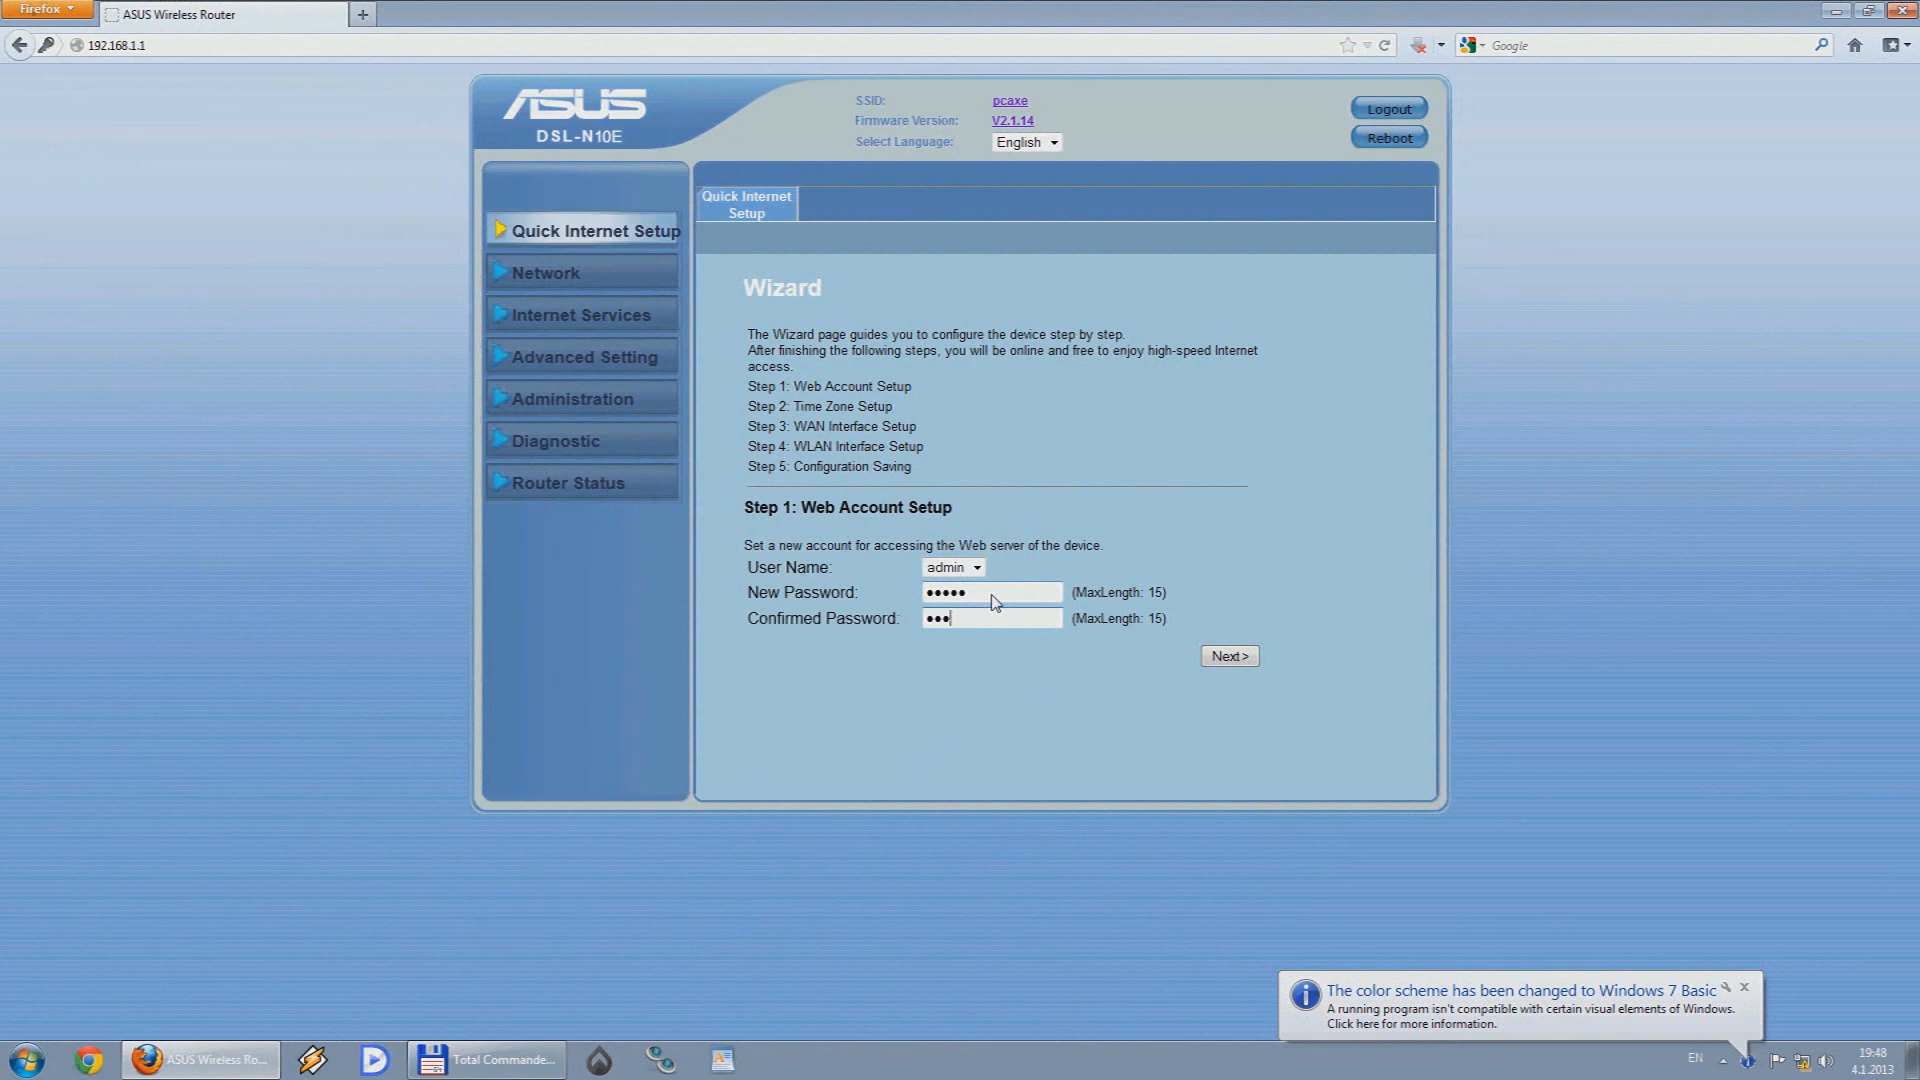 Firefox
ASUS Wireless Router
192.168.1.1
Google
ASUS
DSL-N10E
SSID: pcaxe
Firmware Version: V2.1.14
Select Language: English
Logout
Reboot
Quick Internet Setup
Network
Internet Services
Advanced Setting
Administration
Diagnostic
Router Status
Quick Internet
Setup
Wizard
The Wizard page guides you to configure the device step by step.
After finishing the following steps, you will be online and free to enjoy high-speed Internet
access.
Step 1: Web Account Setup
Step 2: Time Zone Setup
Step 3: WAN Interface Setup
Step 4: WLAN Interface Setup
Step 5: Configuration Saving
Step 1: Web Account Setup
Set a new account for accessing the Web server of the device.
User Name: admin
New Password: ••••• (MaxLength: 15)
Confirmed Password: ••• (MaxLength: 15)
Next>
The color scheme has been changed to Windows 7 Basic
A running program isn't compatible with certain visual elements of Windows.
Click here for more information.
ASUS Wireless Ro...
Total Commande...
EN
19:48
4.1.2013